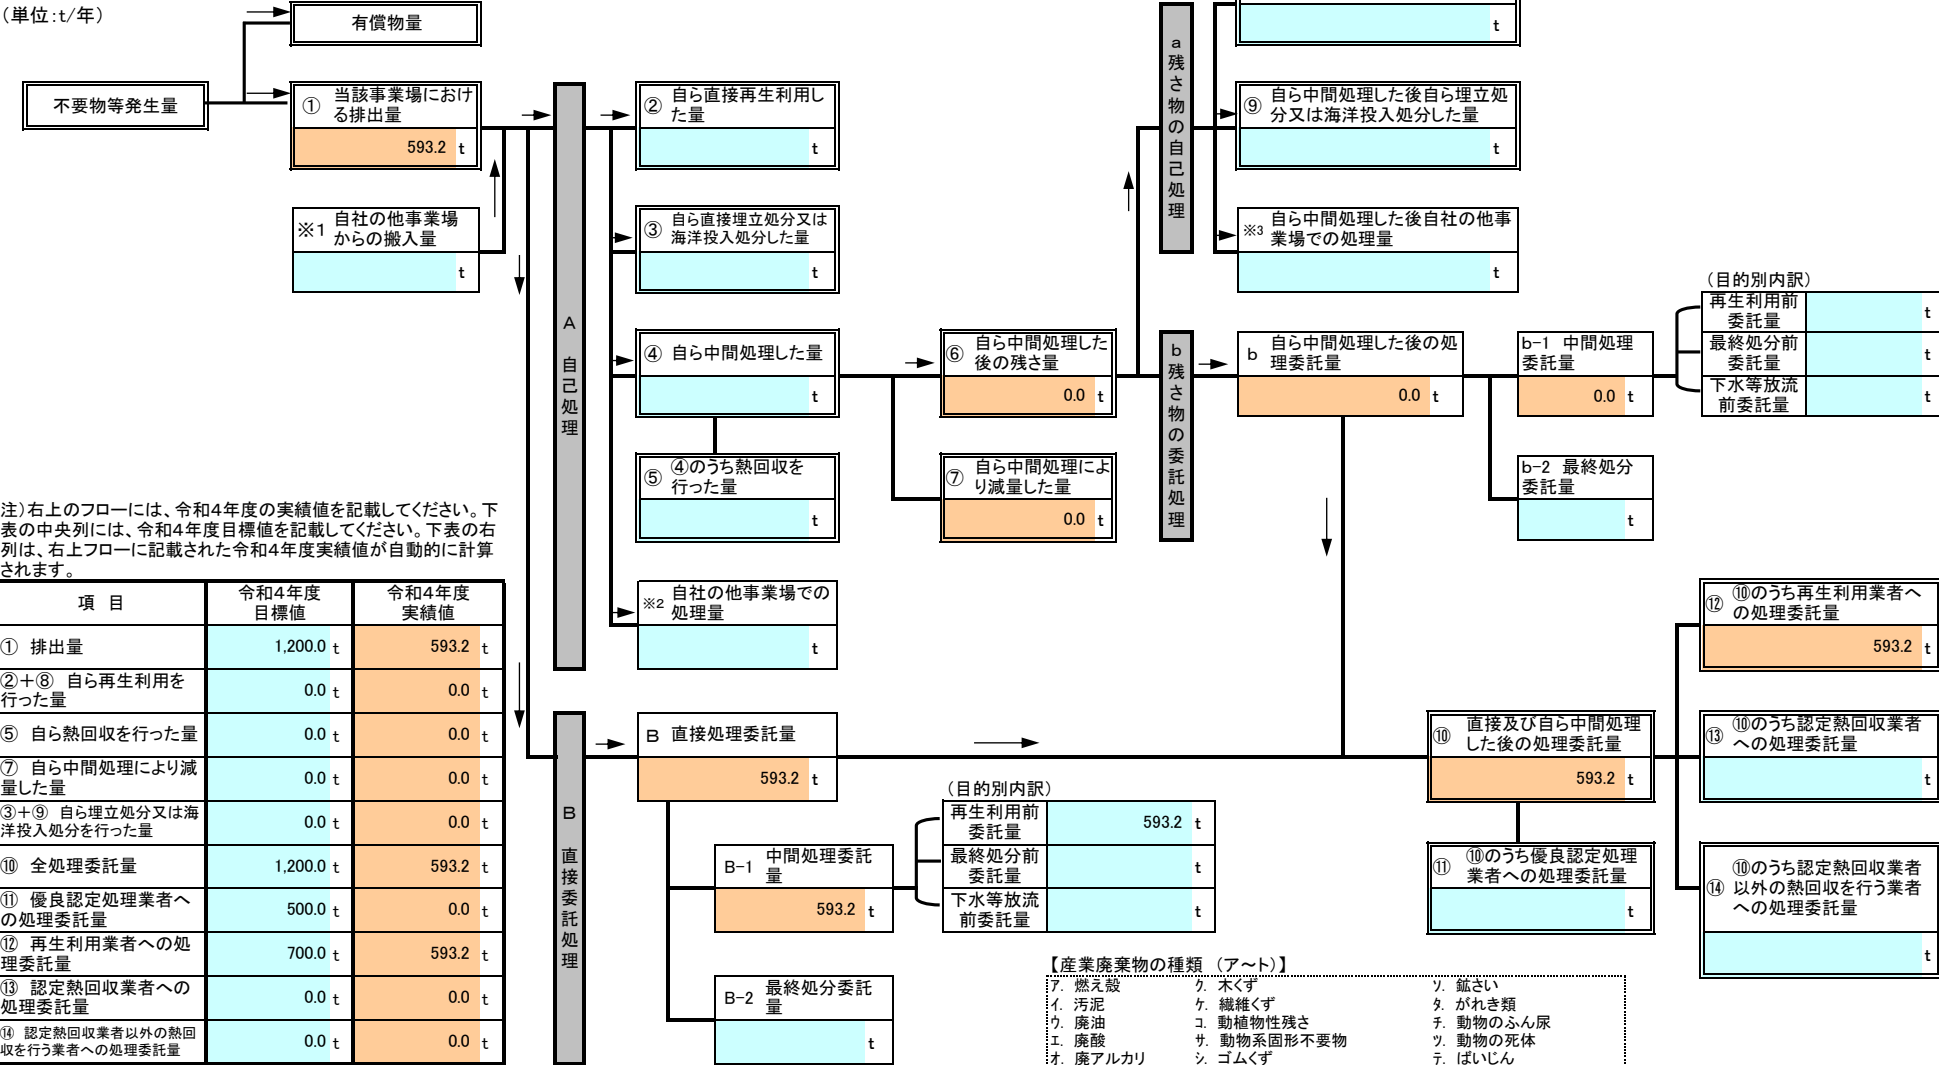 （単位：t/年）
有償物量
不要物等発生量
① 当該事業場におけ
る排出量
593.2 t
※1 自社の他事業場
からの搬入量
t
A 自己処理
② 自ら直接再生利用し
た量
t
③ 自ら直接埋立処分又は
海洋投入処分した量
t
④ 自ら中間処理した量
t
⑤ ④のうち熱回収を
行った量
t
※2 自社の他事業場での
処理量
t
⑥ 自ら中間処理した
後の残さ量
0.0 t
⑦ 自ら中間処理によ
り減量した量
0.0 t
a残さ物の自己処理
t
⑨ 自ら中間処理した後自ら埋立処
分又は海洋投入処分した量
t
※3 自ら中間処理した後自社の他事
業場での処理量
t
b残さ物の委託処理
b 自ら中間処理した後の処
理委託量
0.0 t
b-1 中間処理
委託量
0.0 t
b-2 最終処分
委託量
t
（目的別内訳）
再生利用前
委託量
t
最終処分前
委託量
t
下水等放流
前委託量
t
注）右上のフローには、令和4年度の実績値を記載してください。下
表の中央列には、令和4年度目標値を記載してください。下表の右
列は、右上フローに記載された令和4年度実績値が自動的に計算
されます。
項 目
令和4年度
目標値
令和4年度
実績値
① 排出量
1,200.0 t
593.2 t
②＋⑧ 自ら再生利用を
行った量
0.0 t
0.0 t
⑤ 自ら熱回収を行った量
0.0 t
0.0 t
⑦ 自ら中間処理により減
量した量
0.0 t
0.0 t
③＋⑨ 自ら埋立処分又は海
洋投入処分を行った量
0.0 t
0.0 t
⑩ 全処理委託量
1,200.0 t
593.2 t
⑪ 優良認定処理業者へ
の処理委託量
500.0 t
0.0 t
⑫ 再生利用業者への処
理委託量
700.0 t
593.2 t
⑬ 認定熱回収業者への
処理委託量
0.0 t
0.0 t
⑭ 認定熱回収業者以外の熱回
収を行う業者への処理委託量
0.0 t
0.0 t
B 直接委託処理
B 直接処理委託量
593.2 t
B-1 中間処理委託
量
593.2 t
B-2 最終処分委託
量
t
（目的別内訳）
再生利用前
委託量
593.2 t
最終処分前
委託量
t
下水等放流
前委託量
t
⑩ 直接及び自ら中間処理
した後の処理委託量
593.2 t
⑪ ⑩のうち優良認定処理
業者への処理委託量
t
⑫ ⑩のうち再生利用業者へ
の処理委託量
593.2 t
⑬ ⑩のうち認定熱回収業者
への処理委託量
t
⑭ ⑩のうち認定熱回収業者
以外の熱回収を行う業者
への処理委託量
t
【産業廃棄物の種類 （ア～ト）】
ア. 燃え殻
イ. 汚泥
ウ. 廃油
エ. 廃酸
オ. 廃アルカリ
ク. 木くず
ケ. 繊維くず
コ. 動植物性残さ
サ. 動物系固形不要物
シ. ゴムくず
ソ. 鉱さい
タ. がれき類
チ. 動物のふん尿
ツ. 動物の死体
テ. ばいじん